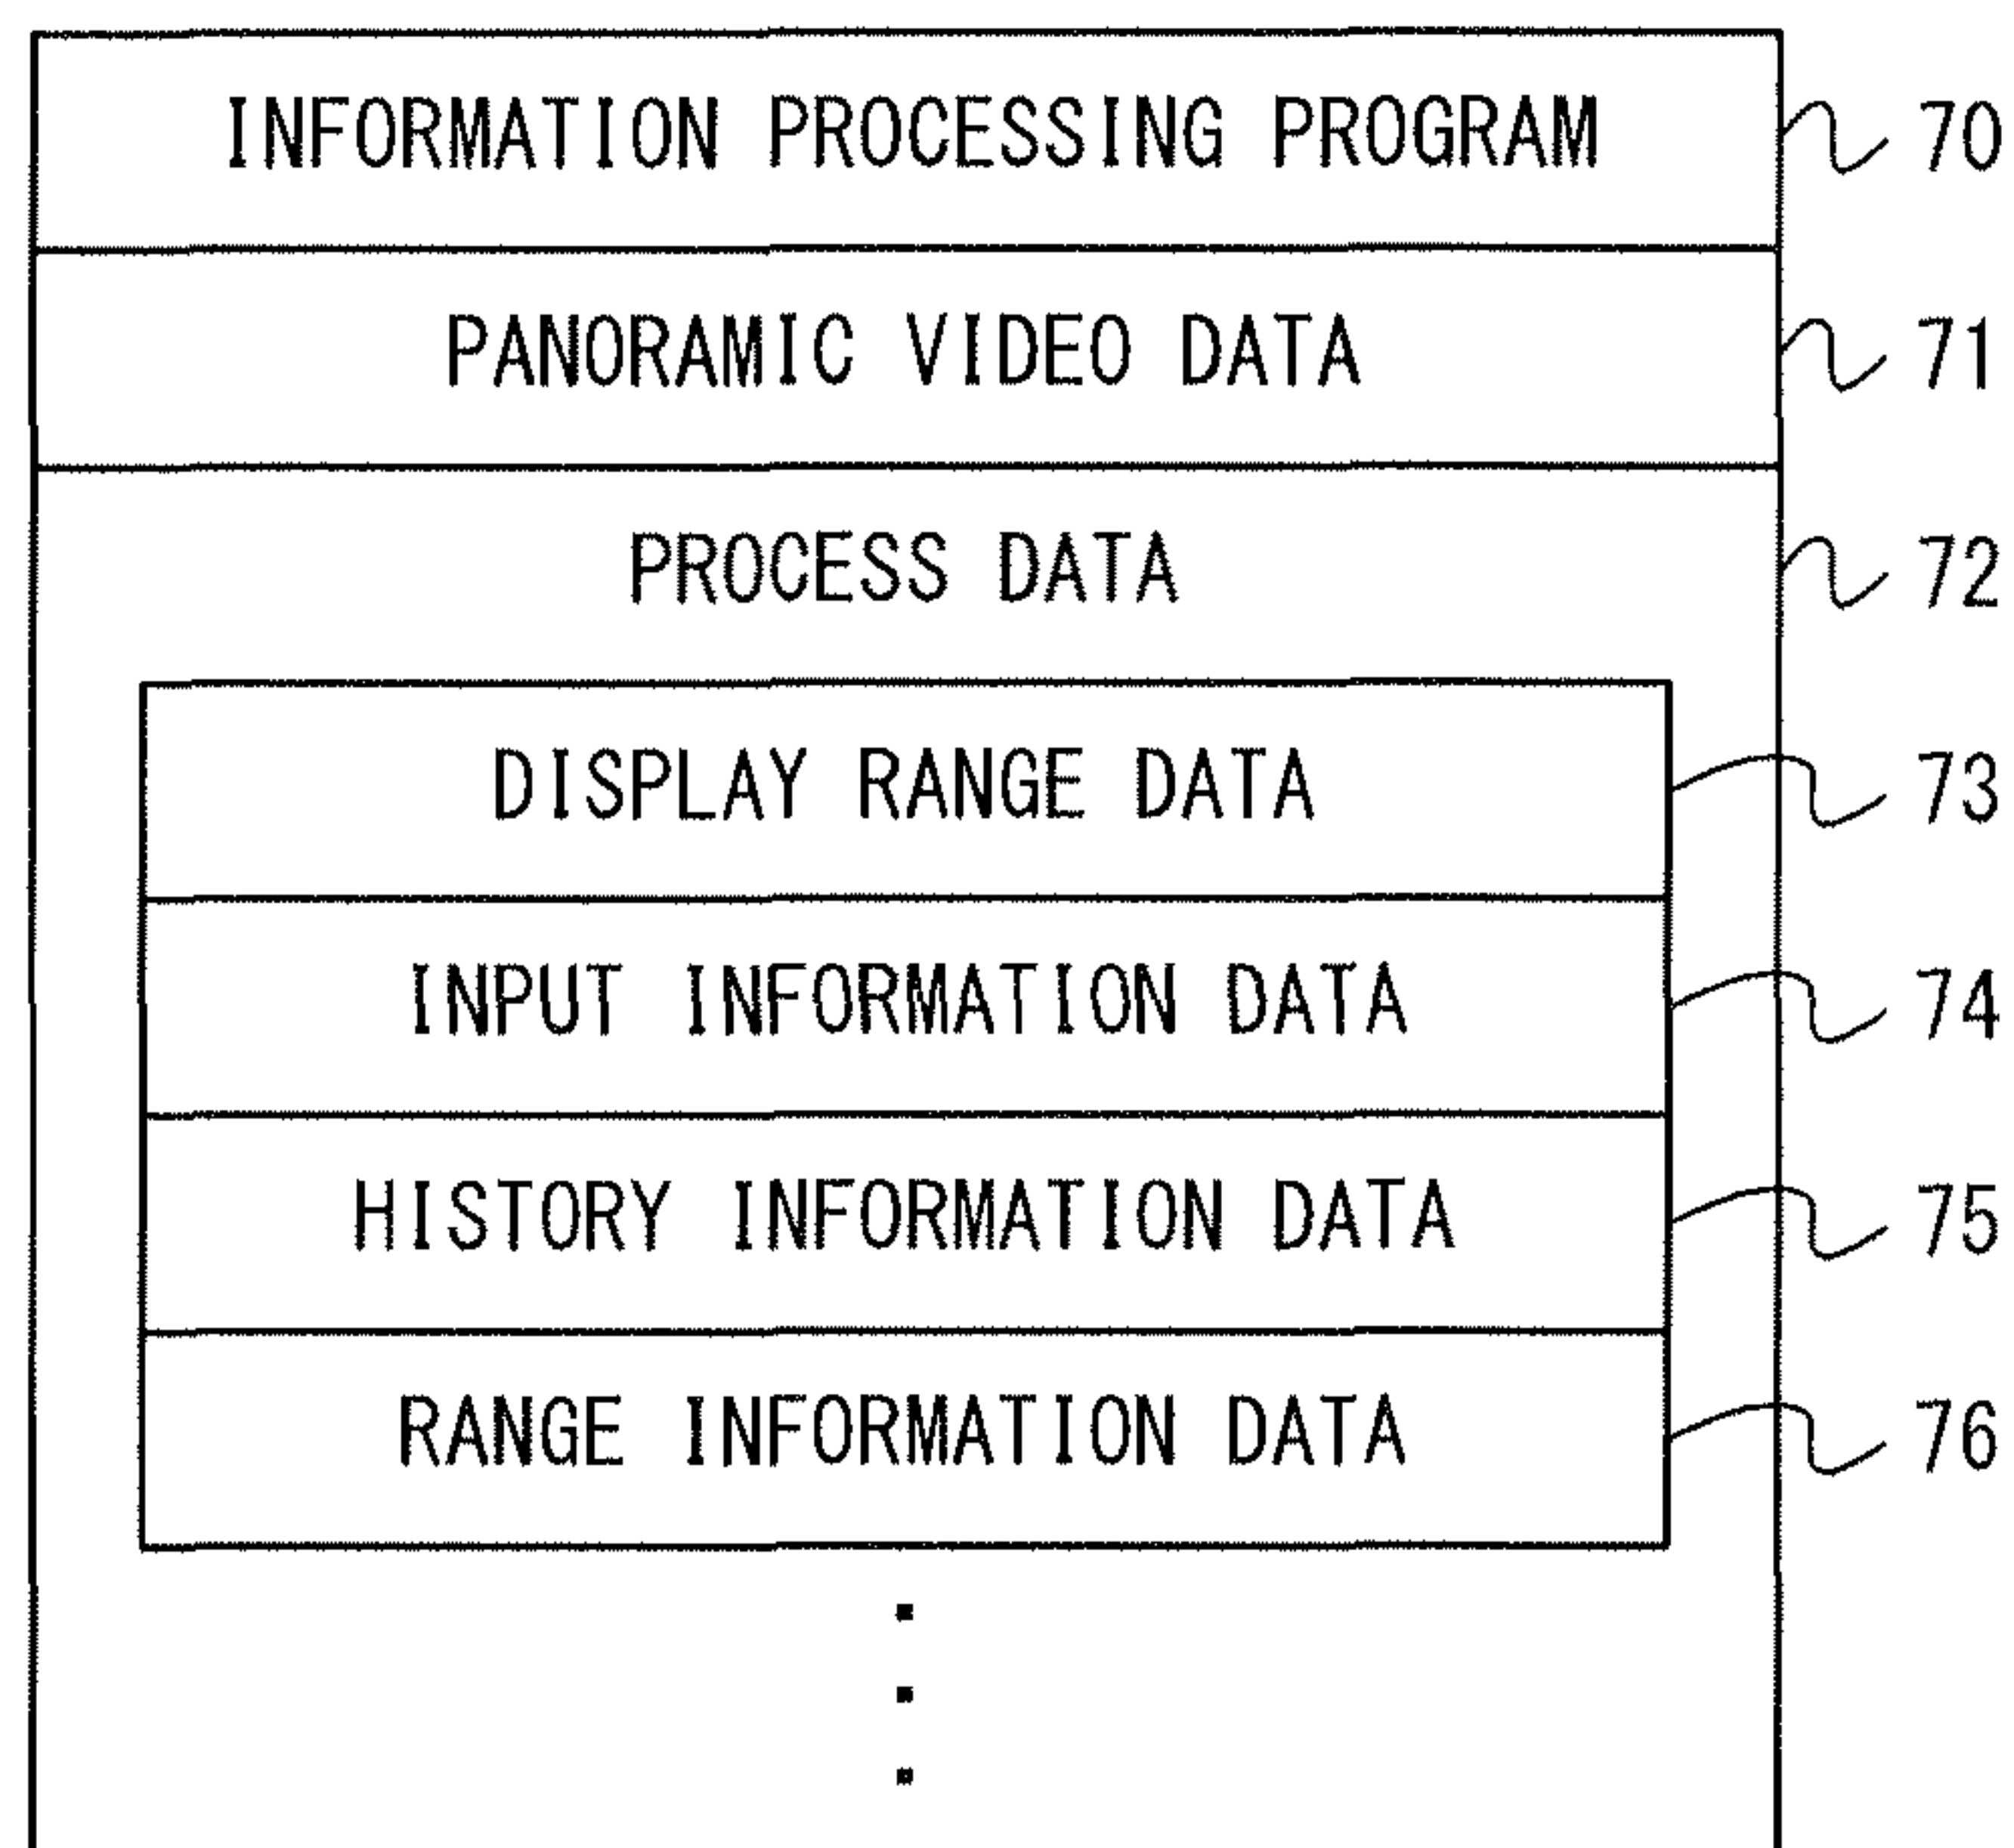 INFORMATION PROCESSING PROGRAM 70
PANORAMIC VIDEO DATA 71
PROCESS DATA 72
DISPLAY RANGE DATA 73
INPUT INFORMATION DATA 74
HISTORY INFORMATION DATA 75
RANGE INFORMATION DATA 76